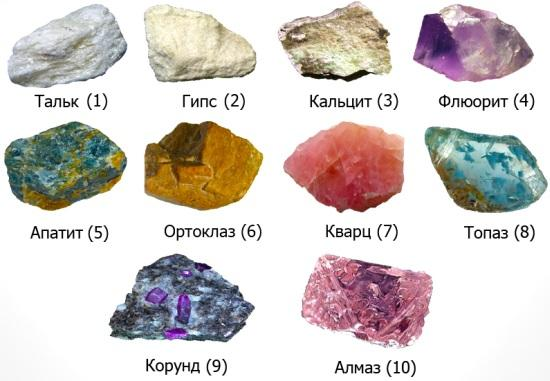 Тальк (1) Гипс (2) Кальцит (3) Флюорит (4)
Апатит (5) Ортоклаз (6) Кварц (7) Топаз (8)
Корунд (9) Алмаз (10)